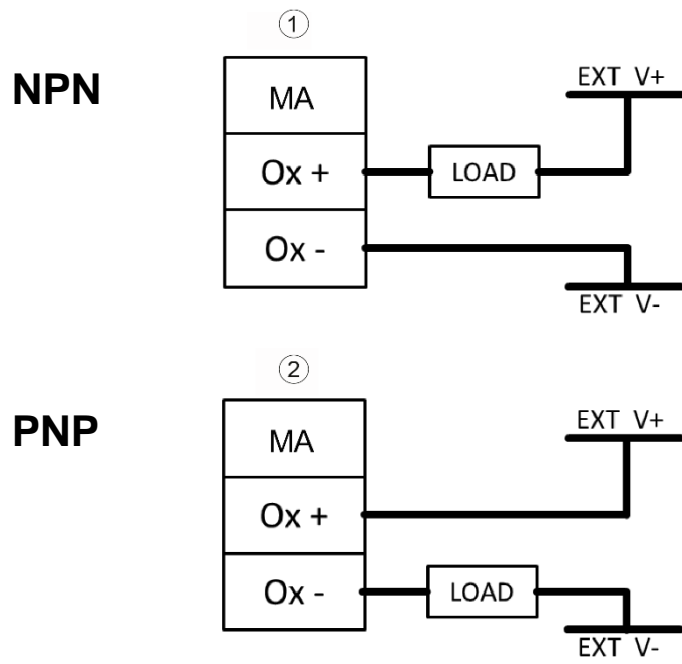 ①
NPN
MA
EXT V+
Ox +
LOAD
Ox -
EXT V-
②
PNP
MA
EXT V+
Ox +
Ox -
LOAD
EXT V-